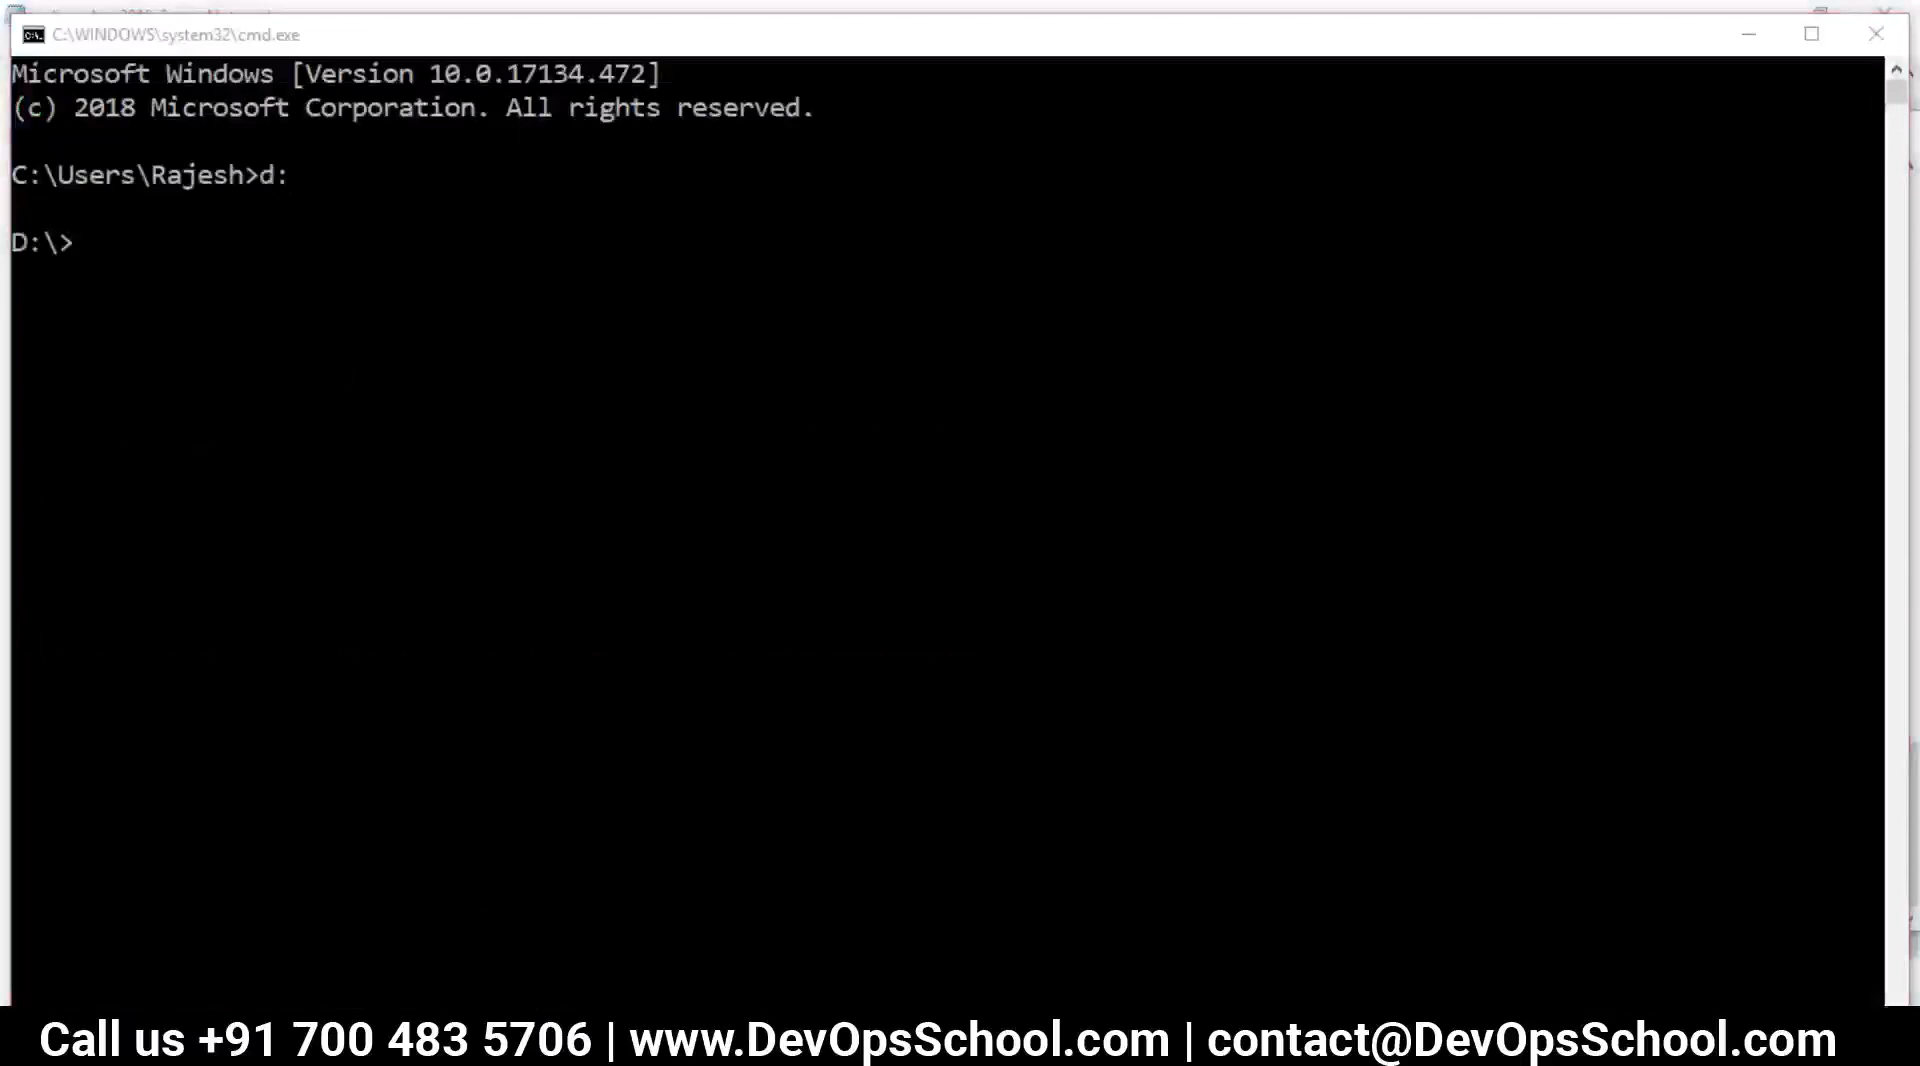 C:\WINDOWS\system32\cmd.exe
Microsoft Windows [Version 10.0.17134.472]
(c) 2018 Microsoft Corporation. All rights reserved.
C:\Users\Rajesh>d:
D:\>
Call us +91 700 483 5706 | www.DevOpsSchool.com | contact@DevOpsSchool.com